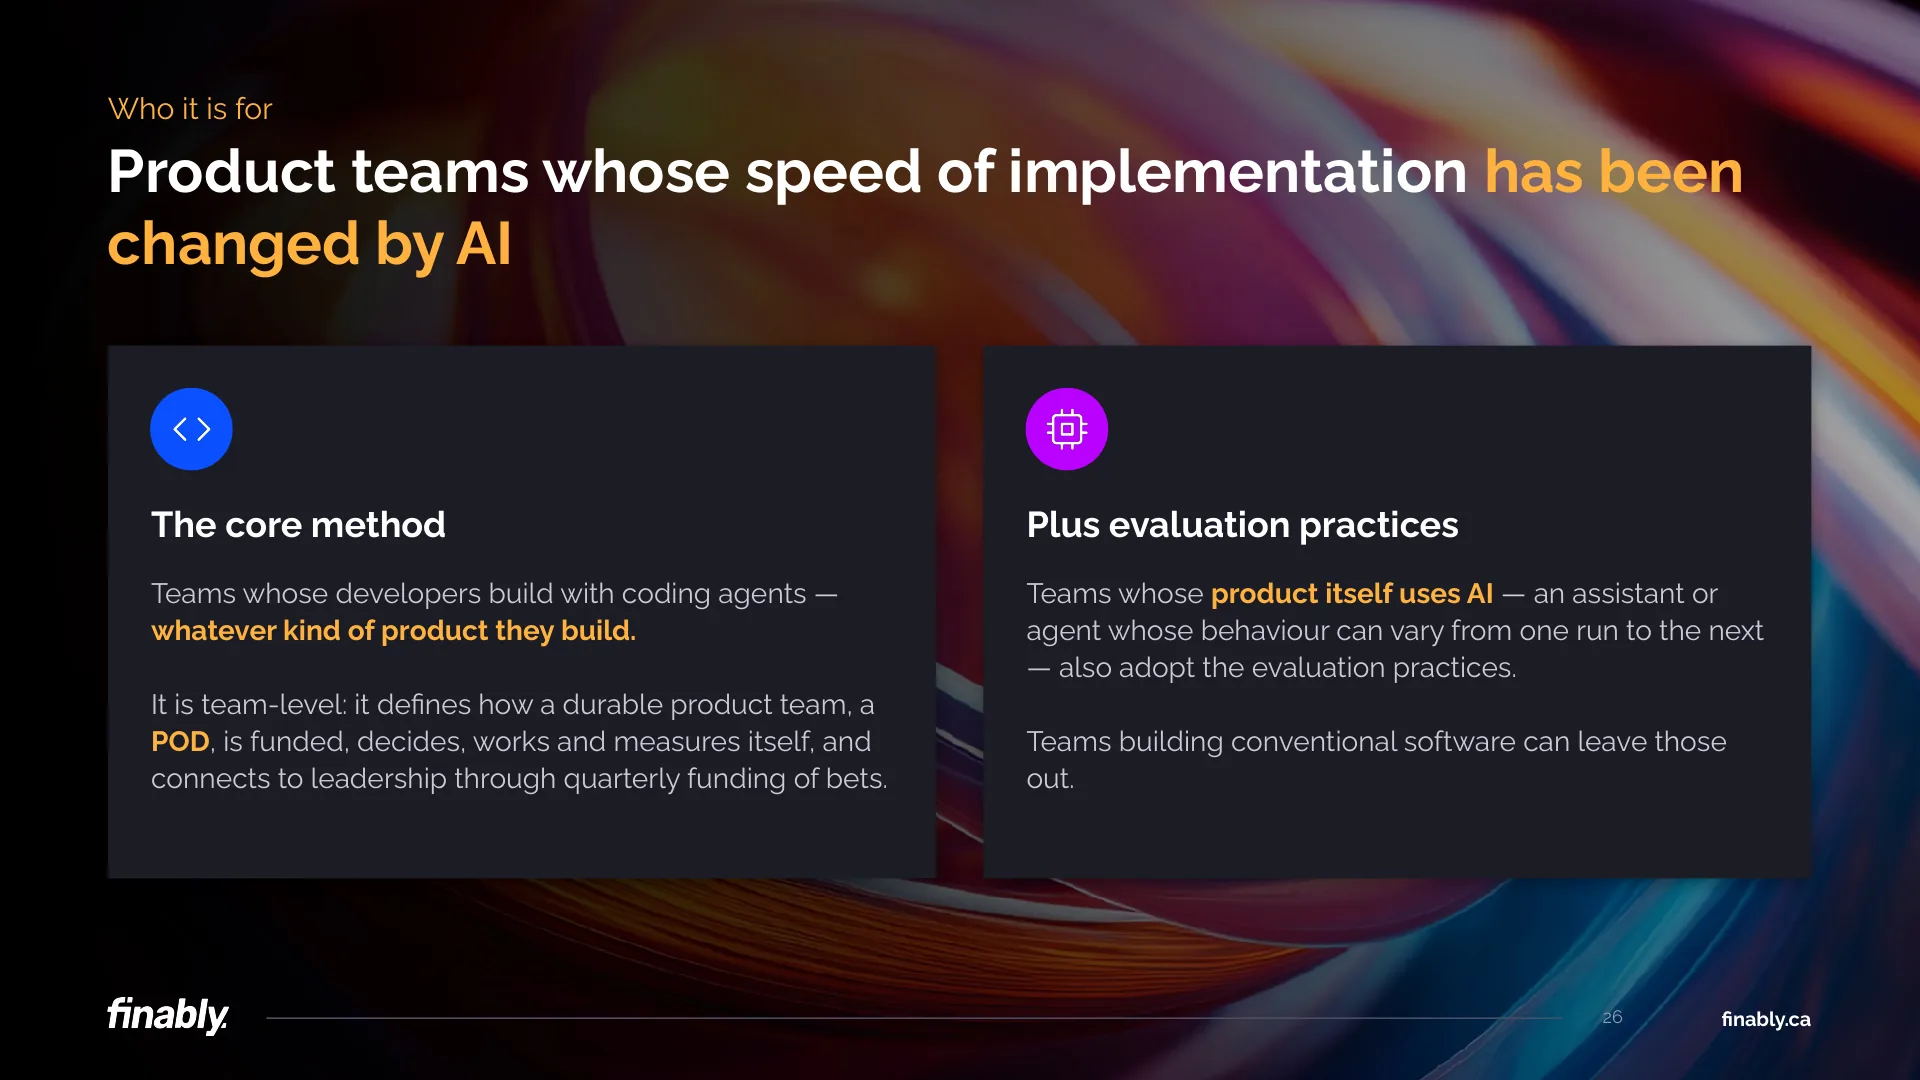 Who it is for
Product teams whose speed of implementation has been
changed by AI
The core method
Teams whose developers build with coding agents —
whatever kind of product they build.
It is team-level: it defines how a durable product team, a
POD, is funded, decides, works and measures itself, and
connects to leadership through quarterly funding of bets.
Plus evaluation practices
Teams whose product itself uses AI — an assistant or
agent whose behaviour can vary from one run to the next
— also adopt the evaluation practices.
Teams building conventional software can leave those
out.
finably.
26
finably.ca